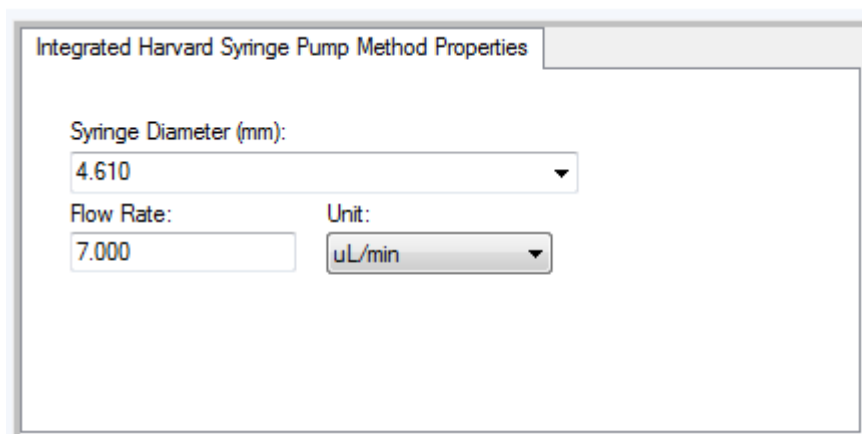 Integrated Harvard Syringe Pump Method Properties
Syringe Diameter (mm):
4.610
Flow Rate: Unit:
7.000 uL/min